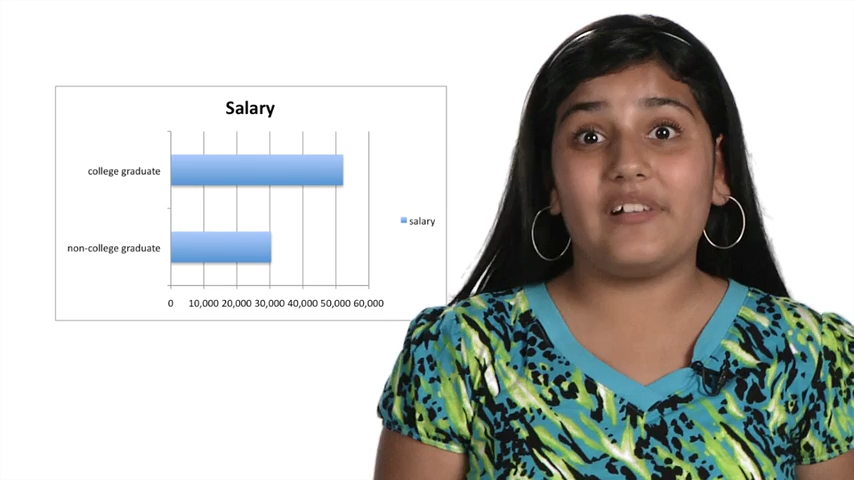 Salary
college graduate
salary
non-college graduate
0 10,000 20,000 30,000 40,000 50,000 60,000